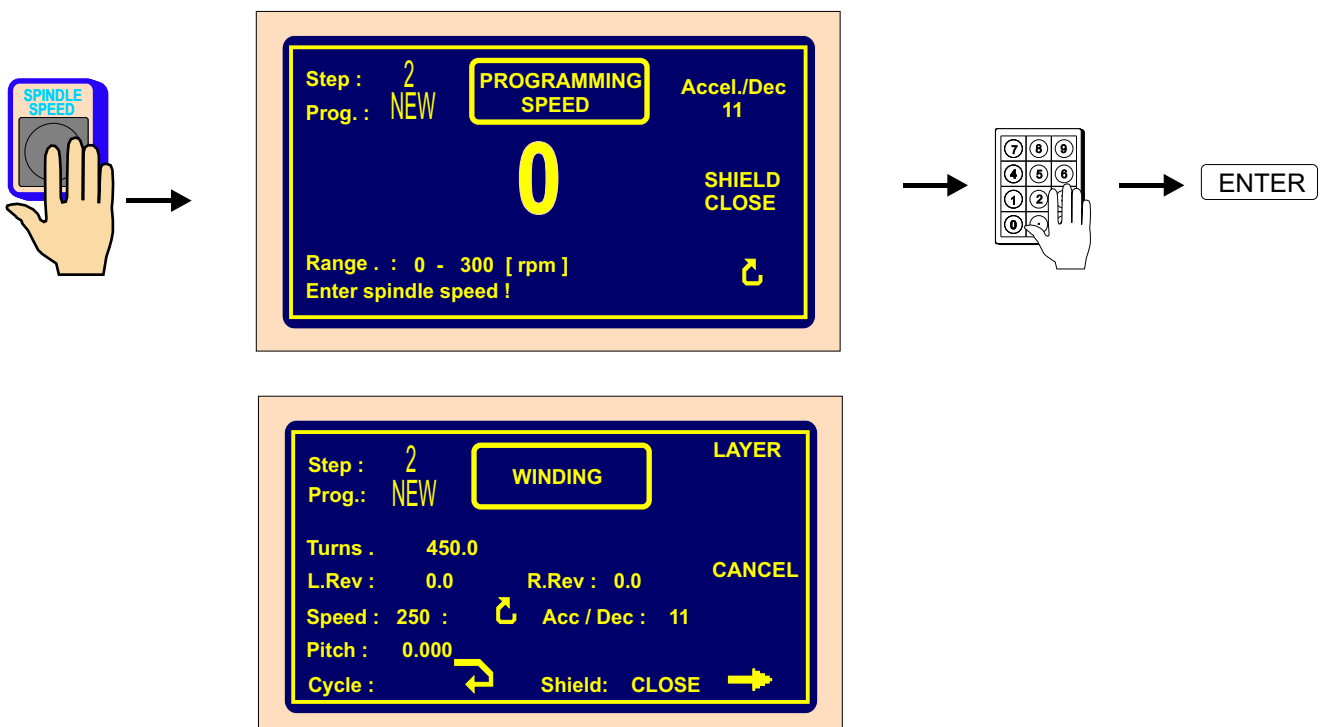 SPINDLE
SPEED
Step : 2
Prog. : NEW
PROGRAMMING
SPEED
Accel./Dec
11
0
SHIELD
CLOSE
Range . : 0 - 300 [ rpm ]
Enter spindle speed !
7 8 9
4 5 6
1 2
0 .
ENTER
Step : 2
Prog.: NEW
WINDING
LAYER
Turns . 450.0
L.Rev : 0.0 R.Rev : 0.0
CANCEL
Speed : 250 : Acc / Dec : 11
Pitch : 0.000
Cycle : Shield: CLOSE